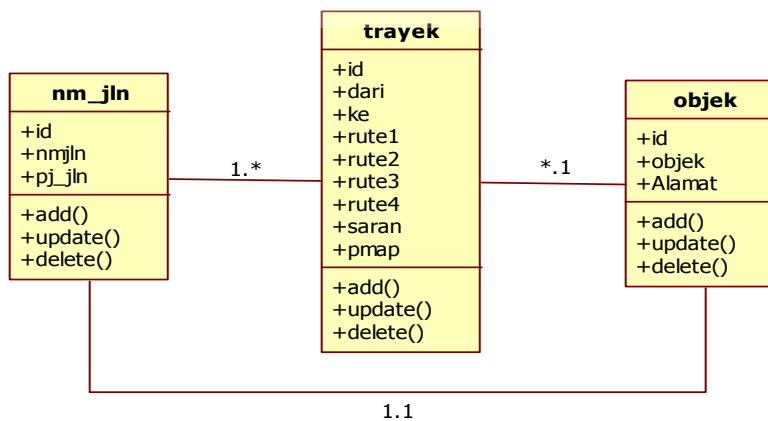 nm_jln
+id
+nmjln
+pj_jln
+add()
+update()
+delete()
1.*
trayek
+id
+dari
+ke
+rute1
+rute2
+rute3
+rute4
+saran
+pmap
+add()
+update()
+delete()
*.1
objek
+id
+objek
+Alamat
+add()
+update()
+delete()
1.1